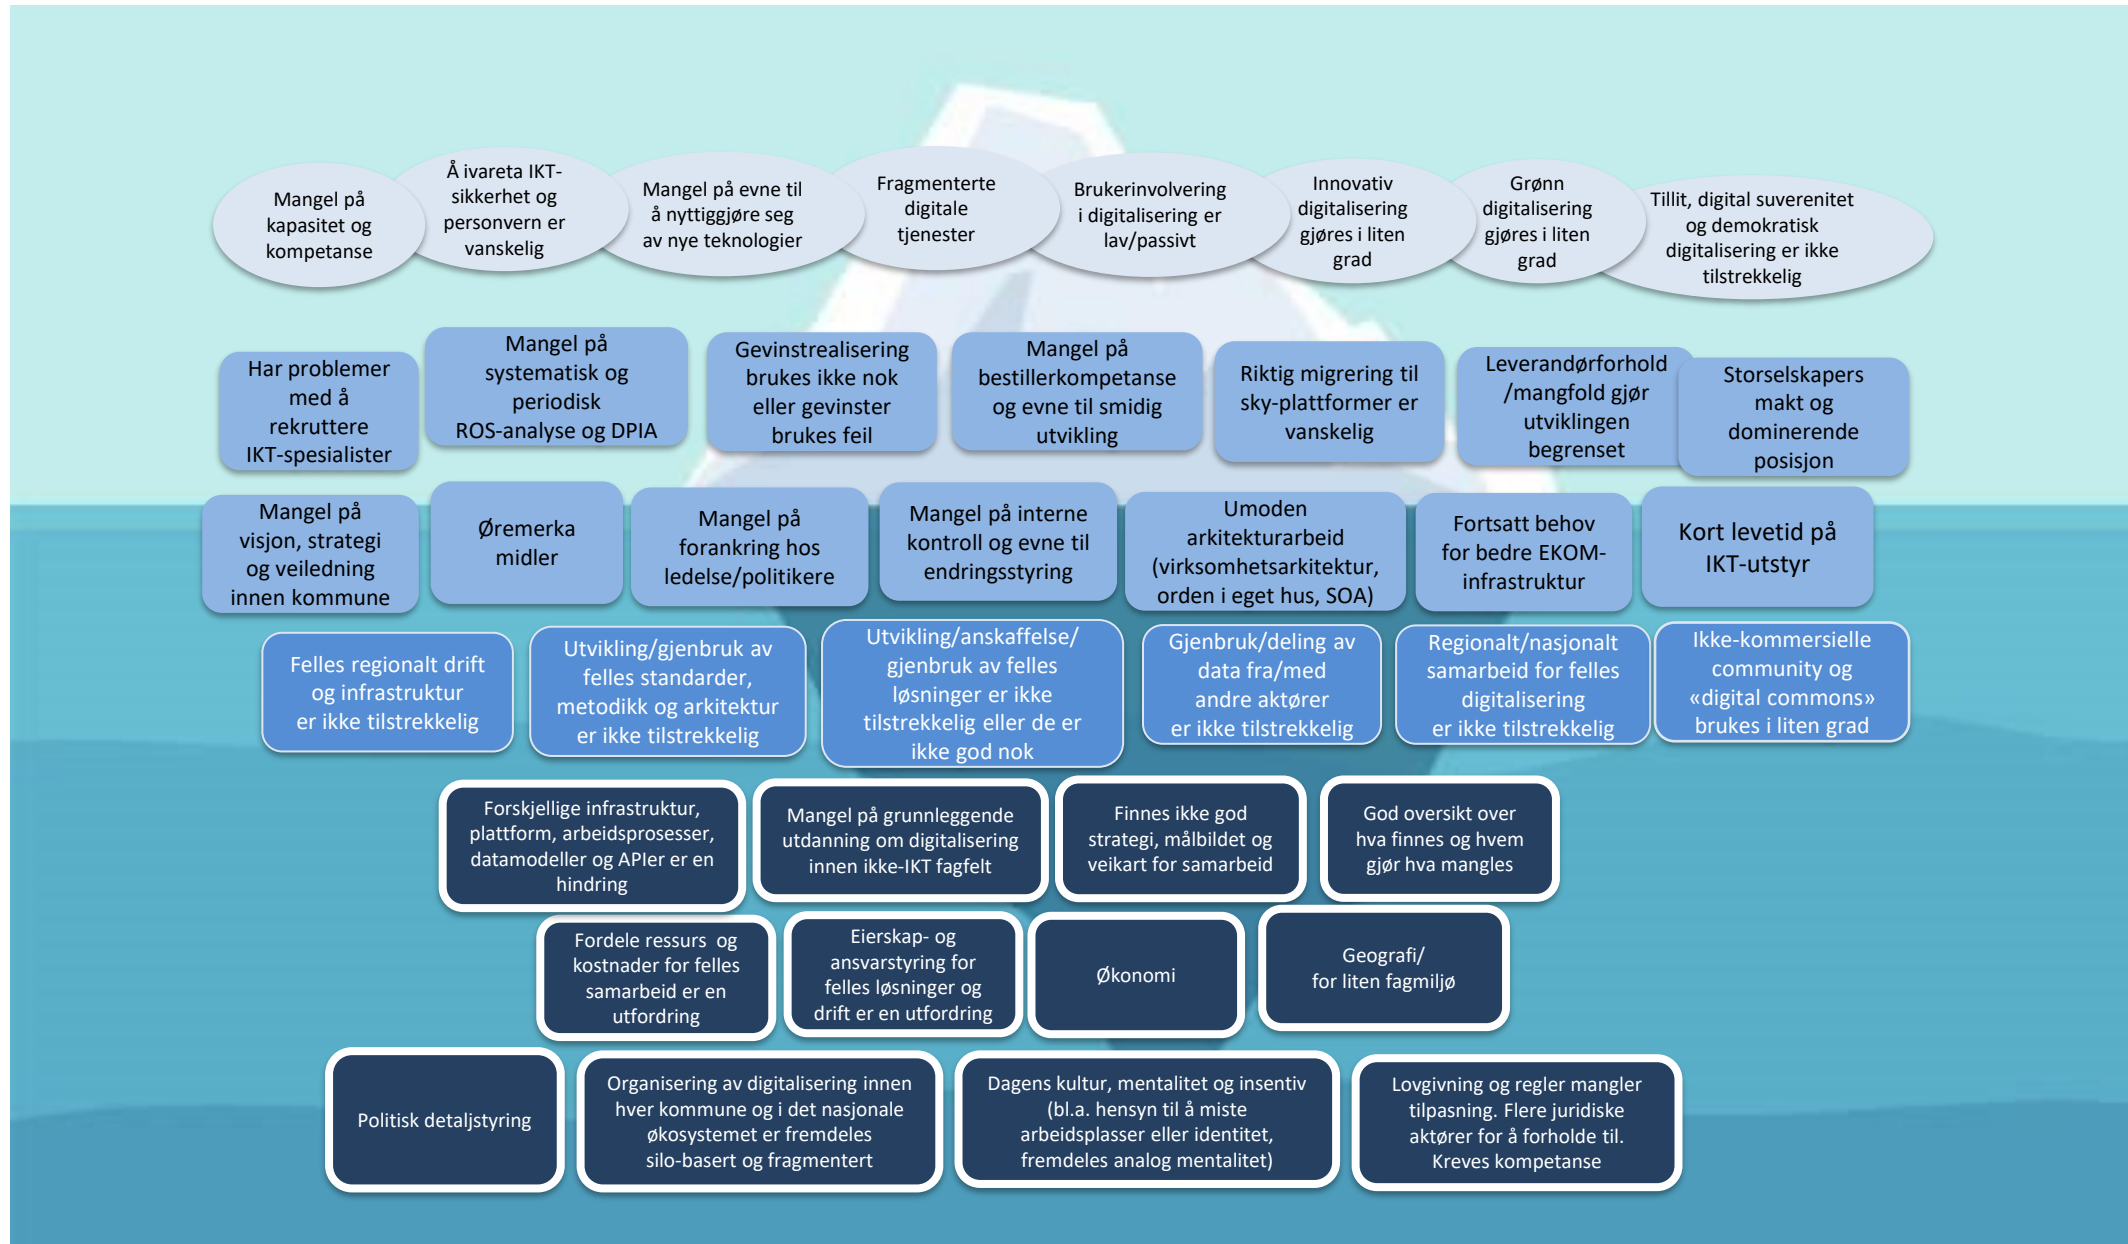 Mangel på
kapasitet og
kompetanse
Å ivareta IKT-
sikkerhet og
personvern er
vanskelig
Mangel på evne til
å nyttiggjøre seg
av nye teknologier
Fragmenterte
digitale
tjenester
Brukerinvolvering
i digitalisering er
lav/passivt
Innovativ
digitalisering
gjøres i liten
grad
Grønn
digitalisering
gjøres i liten
grad
Tillit, digital suverenitet
og demokratisk
digitalisering er ikke
tilstrekkelig
Har problemer
med å
rekruttere
IKT-spesialister
Mangel på
systematisk og
periodisk
ROS-analyse og DPIA
Gevinstrealisering
brukes ikke nok
eller gevinster
brukes feil
Mangel på
bestillerkompetanse
og evne til smidig
utvikling
Riktig migrering til
sky-plattformer er
vanskelig
Leverandørforhold
/mangfold gjør
utviklingen
begrenset
Storselskapers
makt og
dominerende
posisjon
Mangel på
visjon, strategi
og veiledning
innen kommune
Øremerka
midler
Mangel på
forankring hos
ledelse/politikere
Mangel på interne
kontroll og evne til
endringsstyring
Umoden
arkitekturarbeid
(virksomhetsarkitektur,
orden i eget hus, SOA)
Fortsatt behov
for bedre EKOM-
infrastruktur
Kort levetid på
IKT-utstyr
Felles regionalt drift
og infrastruktur
er ikke tilstrekkelig
Utvikling/gjenbruk av
felles standarder,
metodikk og arkitektur
er ikke tilstrekkelig
Utvikling/anskaffelse/
gjenbruk av felles
løsninger er ikke
tilstrekkelig eller de er
ikke god nok
Gjenbruk/deling av
data fra/med
andre aktører
er ikke tilstrekkelig
Regionalt/nasjonalt
samarbeid for felles
digitalisering
er ikke tilstrekkelig
Ikke-kommersielle
community og
«digital commons»
brukes i liten grad
Forskjellige infrastruktur,
plattform, arbeidsprosesser,
datamodeller og APIer er en
hindring
Mangel på grunnleggende
utdanning om digitalisering
innen ikke-IKT fagfelt
Finnes ikke god
strategi, målbildet og
veikart for samarbeid
God oversikt over
hva finnes og hvem
gjør hva mangles
Fordele ressurs og
kostnader for felles
samarbeid er en
utfordring
Eierskap- og
ansvarstyring for
felles løsninger og
drift er en utfordring
Økonomi
Geografi/
for liten fagmiljø
Politisk detaljstyring
Organisering av digitalisering innen
hver kommune og i det nasjonale
økosystemet er fremdeles
silo-basert og fragmentert
Dagens kultur, mentalitet og insentiv
(bl.a. hensyn til å miste
arbeidsplasser eller identitet,
fremdeles analog mentalitet)
Lovgivning og regler mangler
tilpasning. Flere juridiske
aktører for å forholde til.
Kreves kompetanse